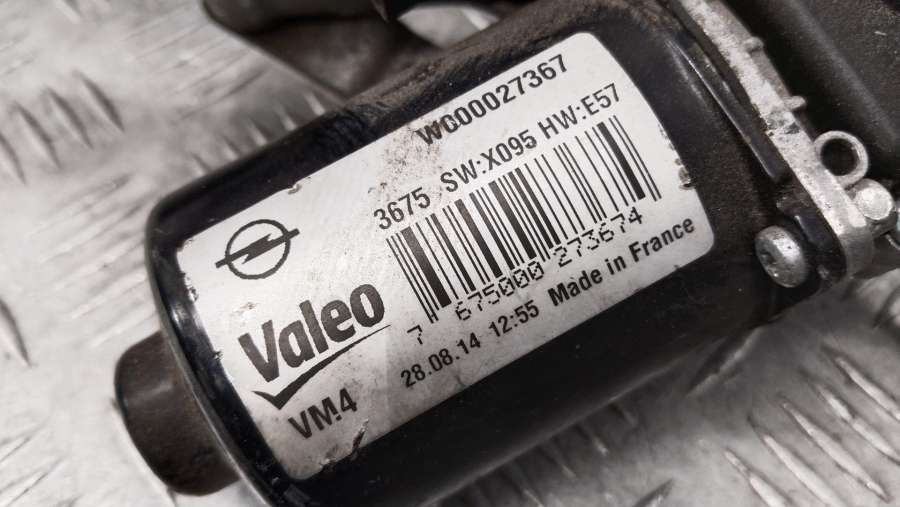 W000027367
3675 SW:X095 HW:E57
7 675000 273674
28.08.14 12:55 Made in France
Valeo
VM4